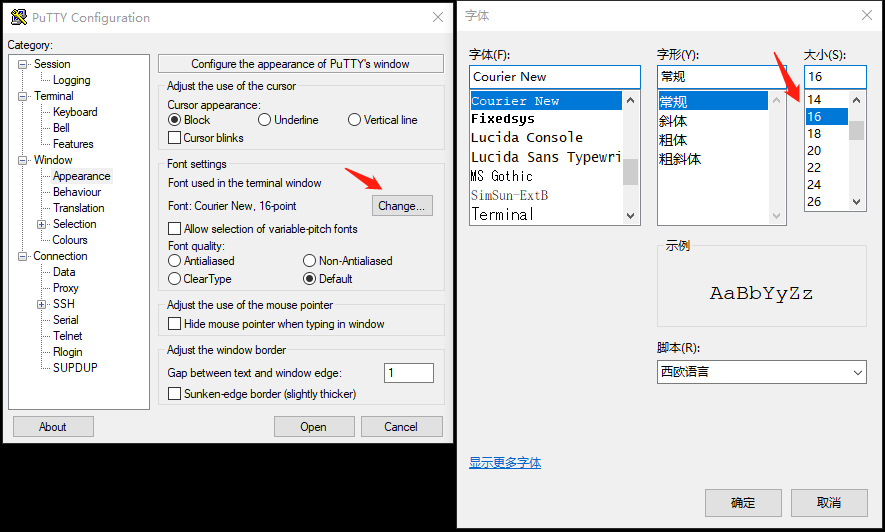 PuTTY Configuration
Category:
Session
Logging
Terminal
Keyboard
Bell
Features
Window
Appearance
Behaviour
Translation
Selection
Colours
Connection
Data
Proxy
SSH
Serial
Telnet
Rlogin
SUPDUP
Configure the appearance of PuTTY's window
Adjust the use of the cursor
Cursor appearance:
Block Underline Vertical line
Cursor blinks
Font settings
Font used in the terminal window
Font: Courier New, 16-point Change...
Allow selection of variable-pitch fonts
Font quality:
Antialiased Non-Antialiased
ClearType Default
Adjust the use of the mouse pointer
Hide mouse pointer when typing in window
Adjust the window border
Gap between text and window edge: 1
Sunken-edge border (slightly thicker)
About Open Cancel
字体
字体(F):
Courier New
Courier New
Fixedsys
Lucida Console
Lucida Sans Typewri
MS Gothic
SimSun-ExtB
Terminal
字形(Y):
常规
常规
斜体
粗体
粗斜体
大小(S):
16
14
16
18
20
22
24
26
示例
AaBbYyZz
脚本(R):
西欧语言
显示更多字体
确定 取消